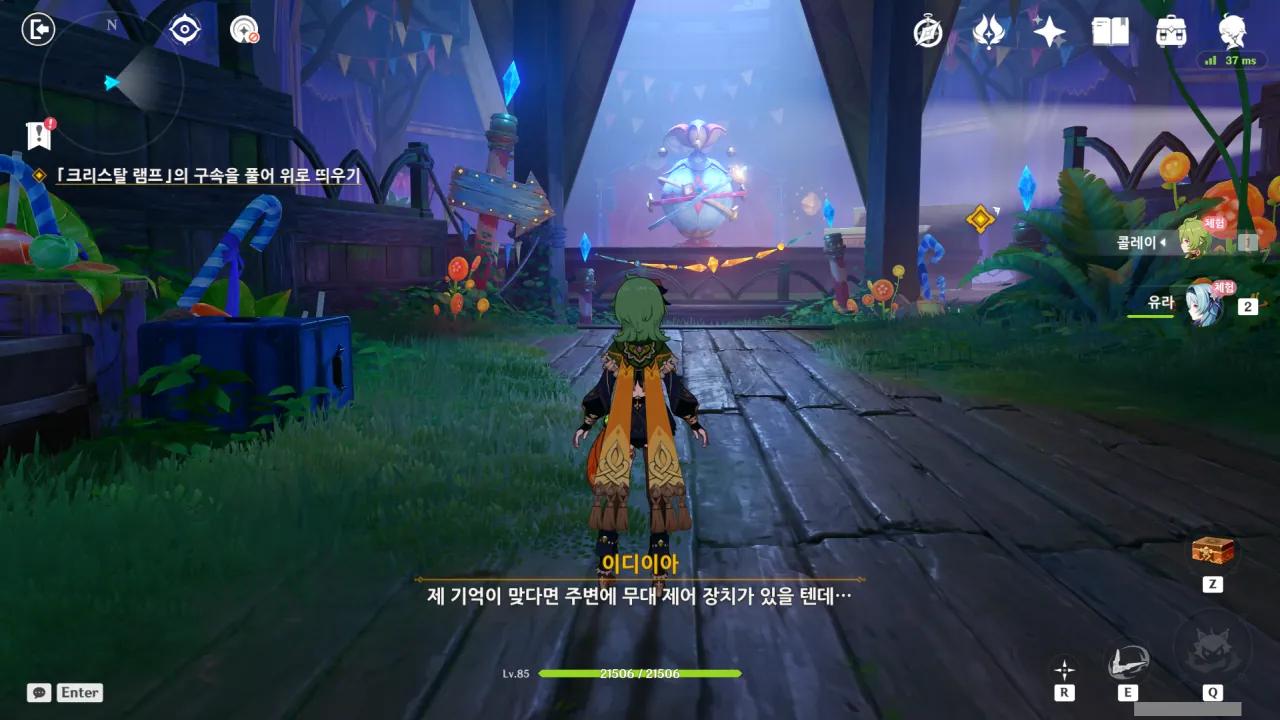 N
37 ms
「크리스탈 램프」의 구속을 풀어 위로 띄우기
체험
콜레이
1
체험
유라
2
이디이아
제 기억이 맞다면 주변에 무대 제어 장치가 있을 텐데…
Z
Lv.85
21506 / 21506
Enter
R
E
Q